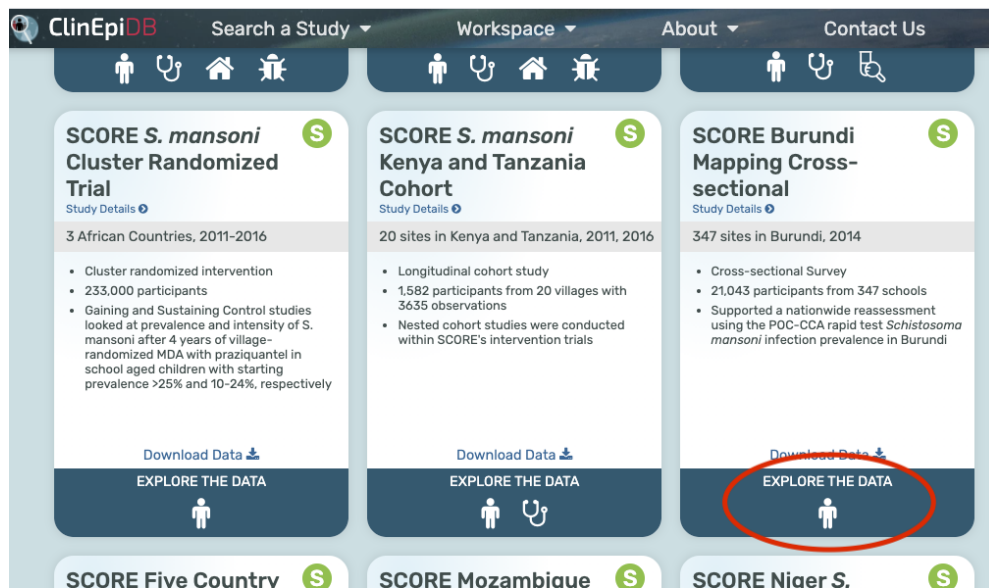 ClinEpiDB Search a Study Workspace About Contact Us
SCORE S. mansoni
Cluster Randomized
Trial
S
Study Details
3 African Countries, 2011-2016
Cluster randomized intervention
233,000 participants
Gaining and Sustaining Control studies
looked at prevalence and intensity of S.
mansoni after 4 years of village-
randomized MDA with praziquantel in
school aged children with starting
prevalence >25% and 10-24%, respectively
Download Data
EXPLORE THE DATA
SCORE S. mansoni
Kenya and Tanzania
Cohort
S
Study Details
20 sites in Kenya and Tanzania, 2011, 2016
Longitudinal cohort study
1,582 participants from 20 villages with
3635 observations
Nested cohort studies were conducted
within SCORE's intervention trials
Download Data
EXPLORE THE DATA
SCORE Burundi
Mapping Cross-
sectional
S
Study Details
347 sites in Burundi, 2014
Cross-sectional Survey
21,043 participants from 347 schools
Supported a nationwide reassessment
using the POC-CCA rapid test Schistosoma
mansoni infection prevalence in Burundi
Download Data
EXPLORE THE DATA
SCORE Five Country
S
SCORE Mozambique
S
SCORE Niger S.
S